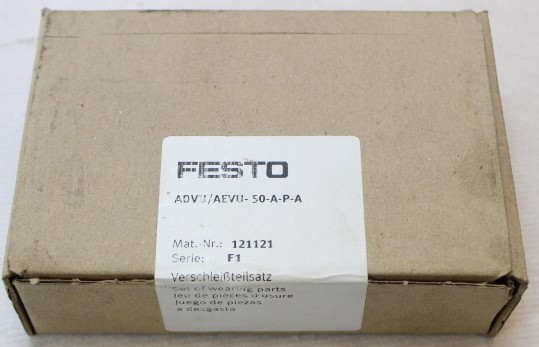 FESTO
ADVU/AEVU- 50-A-P-A
Mat.-Nr.: 121121
Serie: F1
Verschleißteilsatz
Set of wearing parts
Jeu de pièces d'usure
Juego de piezas
a desgasta